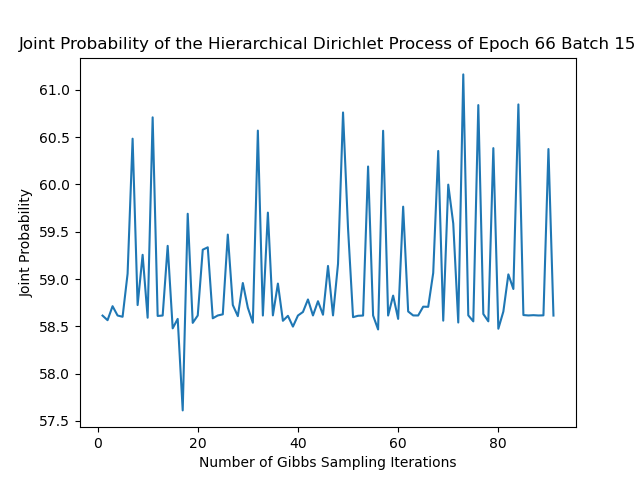 Joint Probability of the Hierarchical Dirichlet Process of Epoch 66 Batch 15
61.0
60.5
60.0
59.5
59.0
58.5
58.0
57.5
Joint Probability
0 20 40 60 80
Number of Gibbs Sampling Iterations